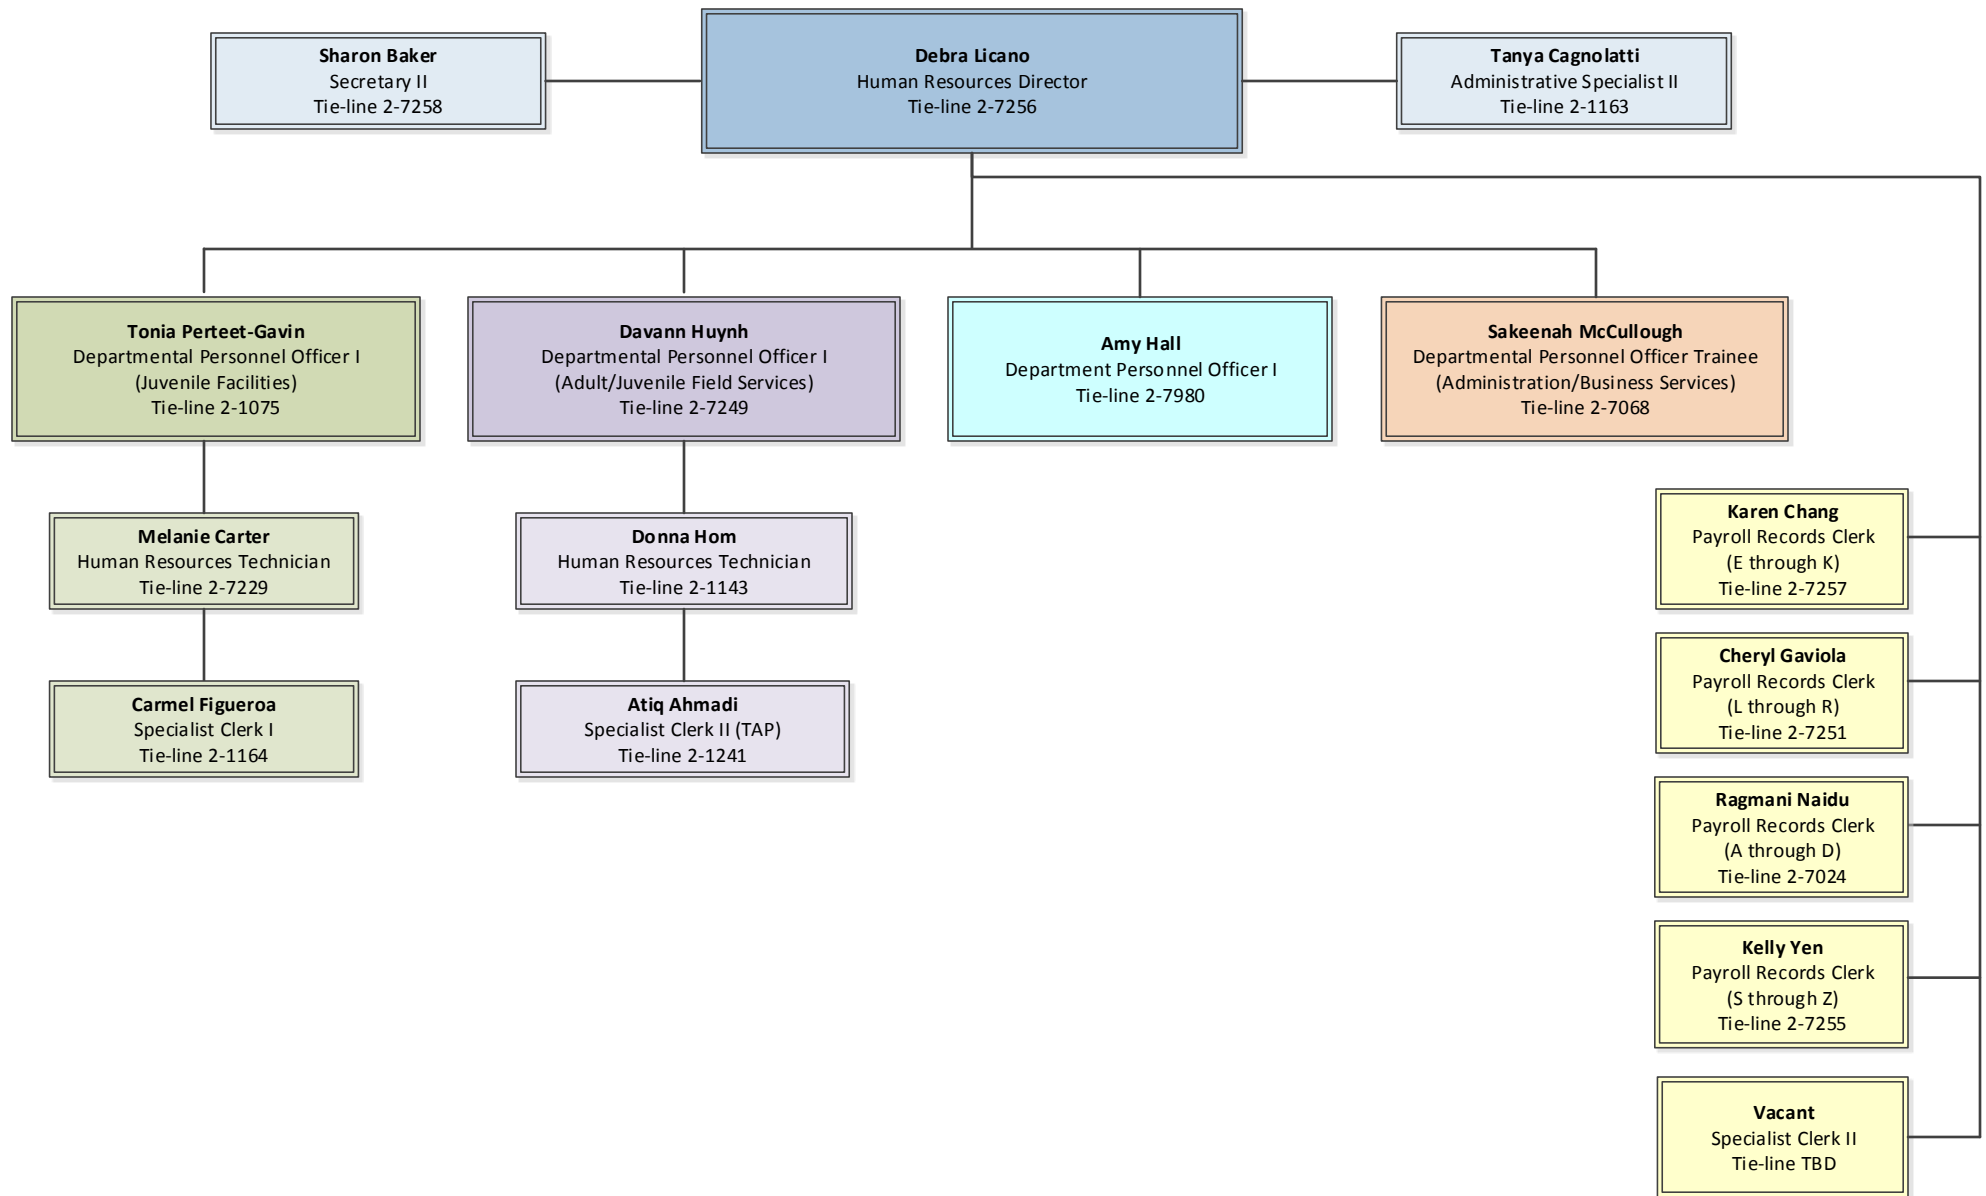 Sharon Baker
Secretary II
Tie-line 2-7258
Debra Licano
Human Resources Director
Tie-line 2-7256
Tanya Cagnolatti
Administrative Specialist II
Tie-line 2-1163
Tonia Perteet-Gavin
Departmental Personnel Officer I
(Juvenile Facilities)
Tie-line 2-1075
Davann Huynh
Departmental Personnel Officer I
(Adult/Juvenile Field Services)
Tie-line 2-7249
Amy Hall
Department Personnel Officer I
Tie-line 2-7980
Sakeenah McCullough
Departmental Personnel Officer Trainee
(Administration/Business Services)
Tie-line 2-7068
Melanie Carter
Human Resources Technician
Tie-line 2-7229
Donna Hom
Human Resources Technician
Tie-line 2-1143
Carmel Figueroa
Specialist Clerk I
Tie-line 2-1164
Atiq Ahmadi
Specialist Clerk II (TAP)
Tie-line 2-1241
Karen Chang
Payroll Records Clerk
(E through K)
Tie-line 2-7257
Cheryl Gaviola
Payroll Records Clerk
(L through R)
Tie-line 2-7251
Ragmani Naidu
Payroll Records Clerk
(A through D)
Tie-line 2-7024
Kelly Yen
Payroll Records Clerk
(S through Z)
Tie-line 2-7255
Vacant
Specialist Clerk II
Tie-line TBD